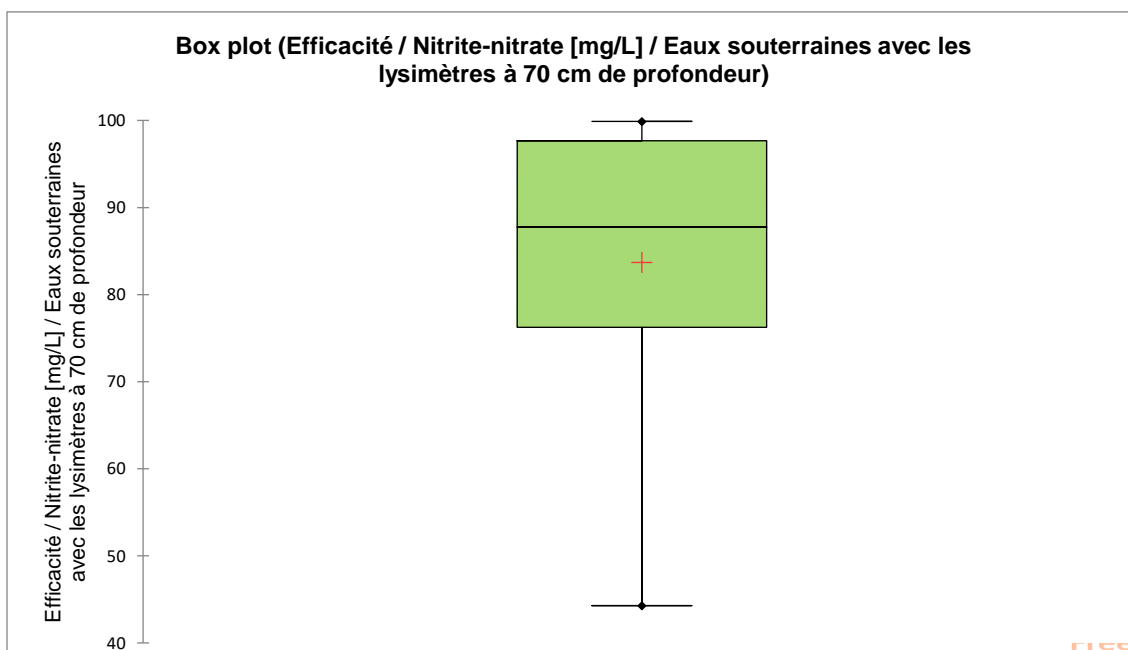 Box plot (Efficacité / Nitrite-nitrate [mg/L] / Eaux souterraines avec les
lysimètres à 70 cm de profondeur)
Efficacité / Nitrite-nitrate [mg/L] / Eaux souterraines
avec les lysimètres à 70 cm de profondeur
100
90
80
70
60
50
40